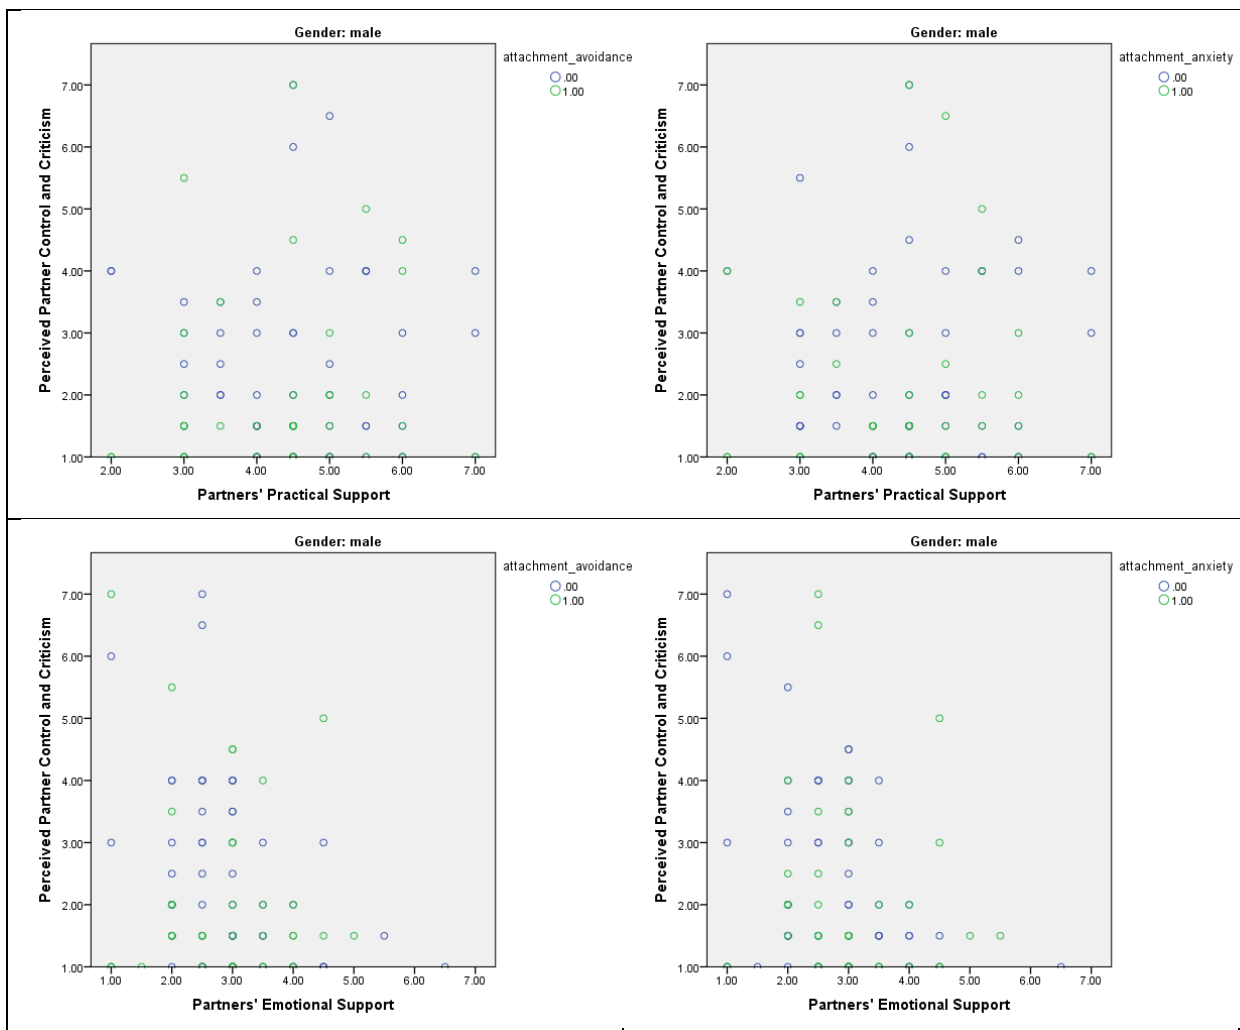 Gender: male
attachment_avoidance
.00
1.00
Perceived Partner Control and Criticism
7.00
6.00
5.00
4.00
3.00
2.00
1.00
2.00 3.00 4.00 5.00 6.00 7.00
Partners' Practical Support
Gender: male
attachment_anxiety
.00
1.00
Perceived Partner Control and Criticism
7.00
6.00
5.00
4.00
3.00
2.00
1.00
2.00 3.00 4.00 5.00 6.00 7.00
Partners' Practical Support
Gender: male
attachment_avoidance
.00
1.00
Perceived Partner Control and Criticism
7.00
6.00
5.00
4.00
3.00
2.00
1.00
1.00 2.00 3.00 4.00 5.00 6.00 7.00
Partners' Emotional Support
Gender: male
attachment_anxiety
.00
1.00
Perceived Partner Control and Criticism
7.00
6.00
5.00
4.00
3.00
2.00
1.00
1.00 2.00 3.00 4.00 5.00 6.00 7.00
Partners' Emotional Support